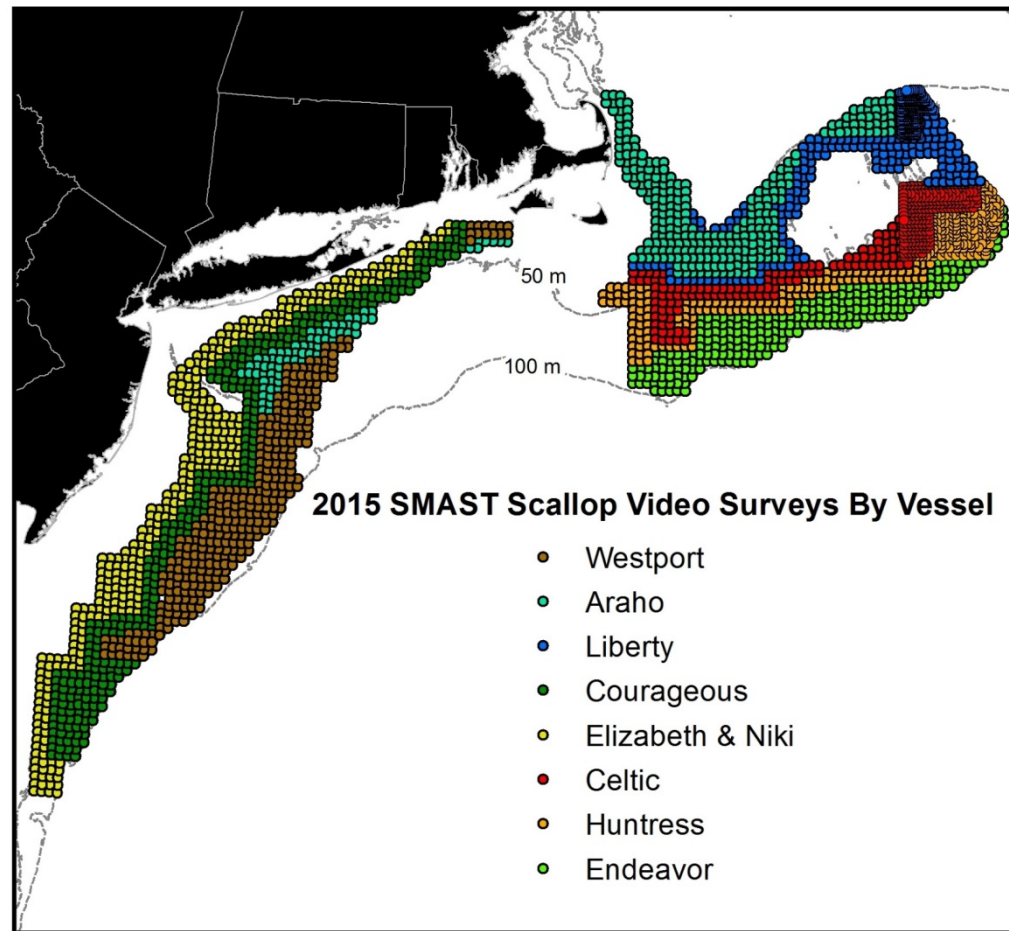 50 m
100 m
2015 SMAST Scallop Video Surveys By Vessel
Westport
Araho
Liberty
Courageous
Elizabeth & Niki
Celtic
Huntress
Endeavor